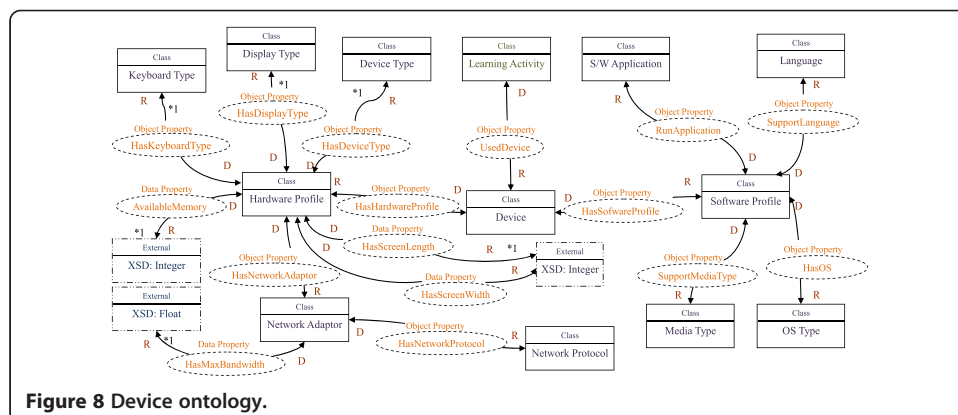 Class
Keyboard Type
Class
Display Type
Class
Device Type
Class
Learning Activity
Class
S/W Application
Class
Language
R
*1
R
*1
*1
R
D
R
R
Object Property
HasKeyboardType
Object Property
HasDisplayType
Object Property
HasDeviceType
Object Property
UsedDevice
Object Property
RunApplication
Object Property
SupportLanguage
D
D
D
R
D
D
Data Property
AvailableMemory
D
Class
Hardware Profile
R
Object Property
HasHardwareProfile
D
Class
Device
D
Object Property
HasSofwareProfile
R
Class
Software Profile
*1
R
D
D
D
Data Property
HasScreenLength
R
*1
D
D
External
XSD: Integer
Object Property
HasNetworkAdaptor
Data Property
HasScreenWidth
R
External
XSD: Integer
Object Property
SupportMediaType
Object Property
HasOS
External
XSD: Float
R
R
R
Class
Network Adaptor
Class
Media Type
Class
OS Type
R
*1
Data Property
HasMaxBandwidth
D
D
Object Property
HasNetworkProtocol
R
Class
Network Protocol
Figure 8 Device ontology.